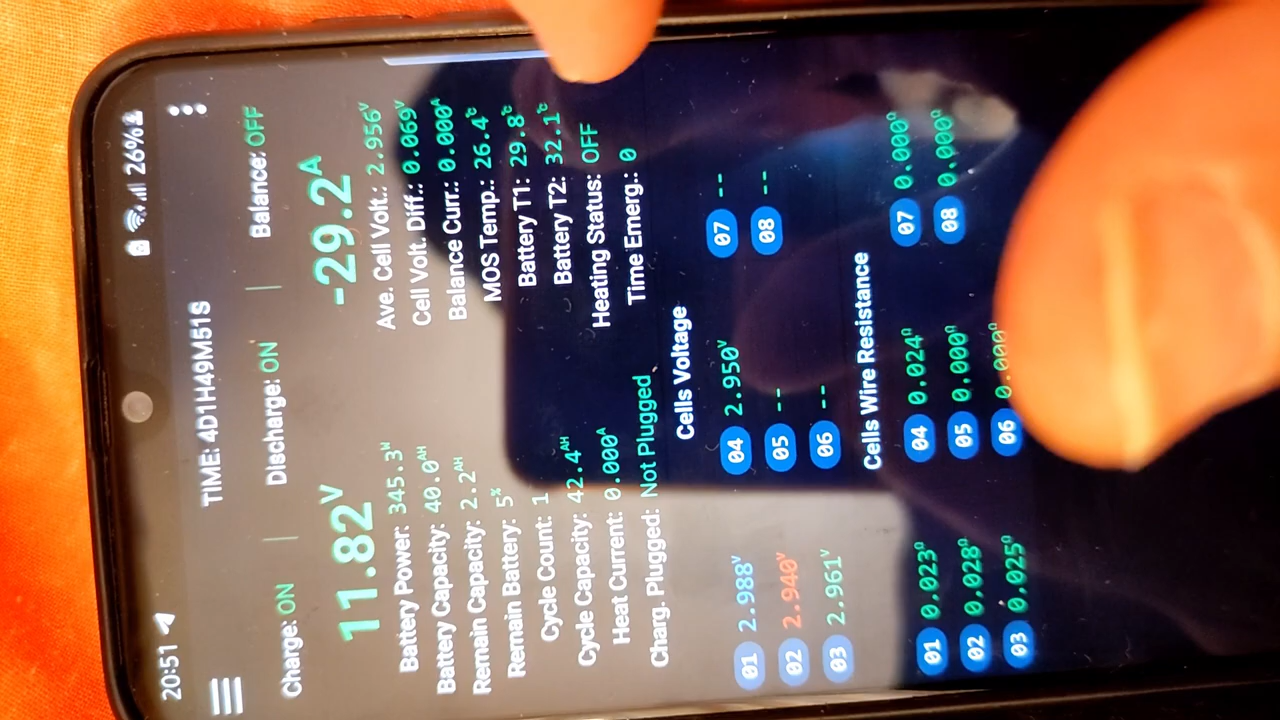 20:51 26%
TIME: 4D1H49M51S
Charge: ON | Discharge: ON | Balance: OFF
11.82V -29.2A
Battery Power: 345.3W Ave. Cell Volt.: 2.956V
Battery Capacity: 40.0AH Cell Volt. Diff.: 0.069V
Remain Capacity: 2.2AH Balance Curr.: 0.000A
Remain Battery: 5% MOS Temp.: 26.4℃
Cycle Count: 1 Battery T1: 29.8℃
Cycle Capacity: 42.4AH Battery T2: 32.1℃
Heat Current: 0.000A Heating Status: OFF
Charg. Plugged: Not Plugged Time Emerg.: 0
Cells Voltage
01 2.988V 04 2.950V 07 --
02 2.940V 05 -- 08 --
03 2.961V 06 --
Cells Wire Resistance
01 0.023Ω 04 0.024Ω 07 0.000Ω
02 0.028Ω 05 0.000Ω 08 0.000Ω
03 0.025Ω 06 0.000Ω